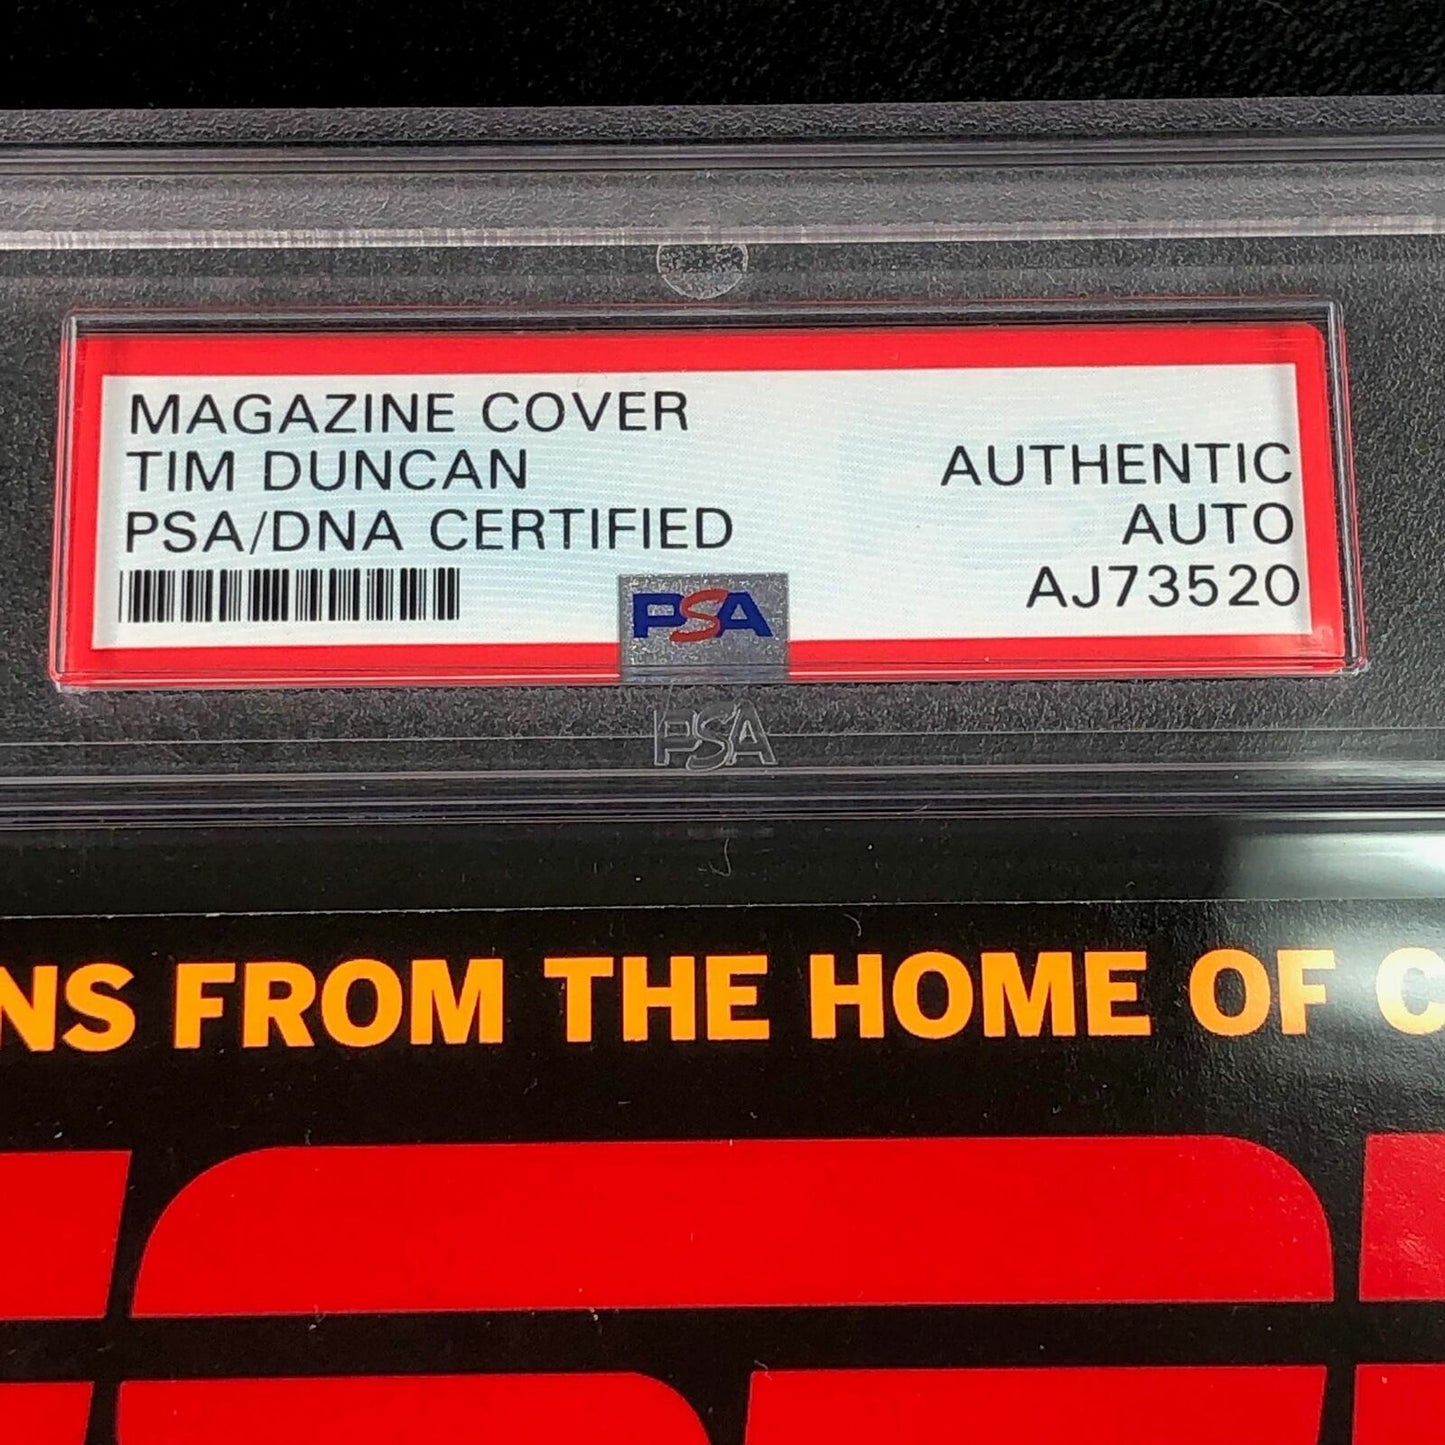 MAGAZINE COVER
TIM DUNCAN
PSA/DNA CERTIFIED
AUTHENTIC
AUTO
AJ73520
PSA
PSA
NS FROM THE HOME OF C